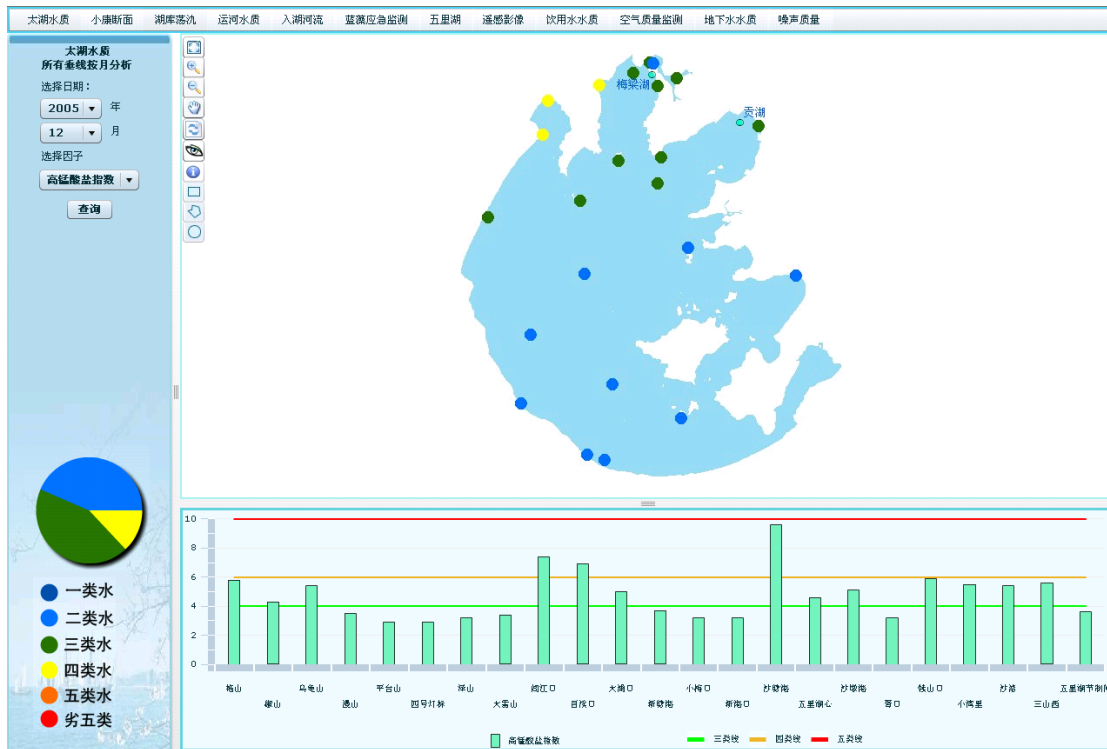 太湖水质 小康断面 湖库荡氿 运河水质 入湖河流 蓝藻应急监测 五里湖 遥感影像 饮用水水质 空气质量监测 地下水水质 噪声质量
太湖水质
所有垂线按月分析
选择日期：
2005 年
12 月
选择因子
高锰酸盐指数
查询
梅梁湖
贡湖
一类水
二类水
三类水
四类水
五类水
劣五类
10
8
6
4
2
0
拖山 乌龟山 平台山 泽山 闾江口 大浦口 小梅口 沙塘港 沙墩港 钱山口 沙渚 五里湖节制闸
椒山 漫山 四号灯标 大雷山 百渎口 新塘港 新港口 五里湖心 胥口 小湾里 三山西
高锰酸盐指数 三类线 四类线 五类线